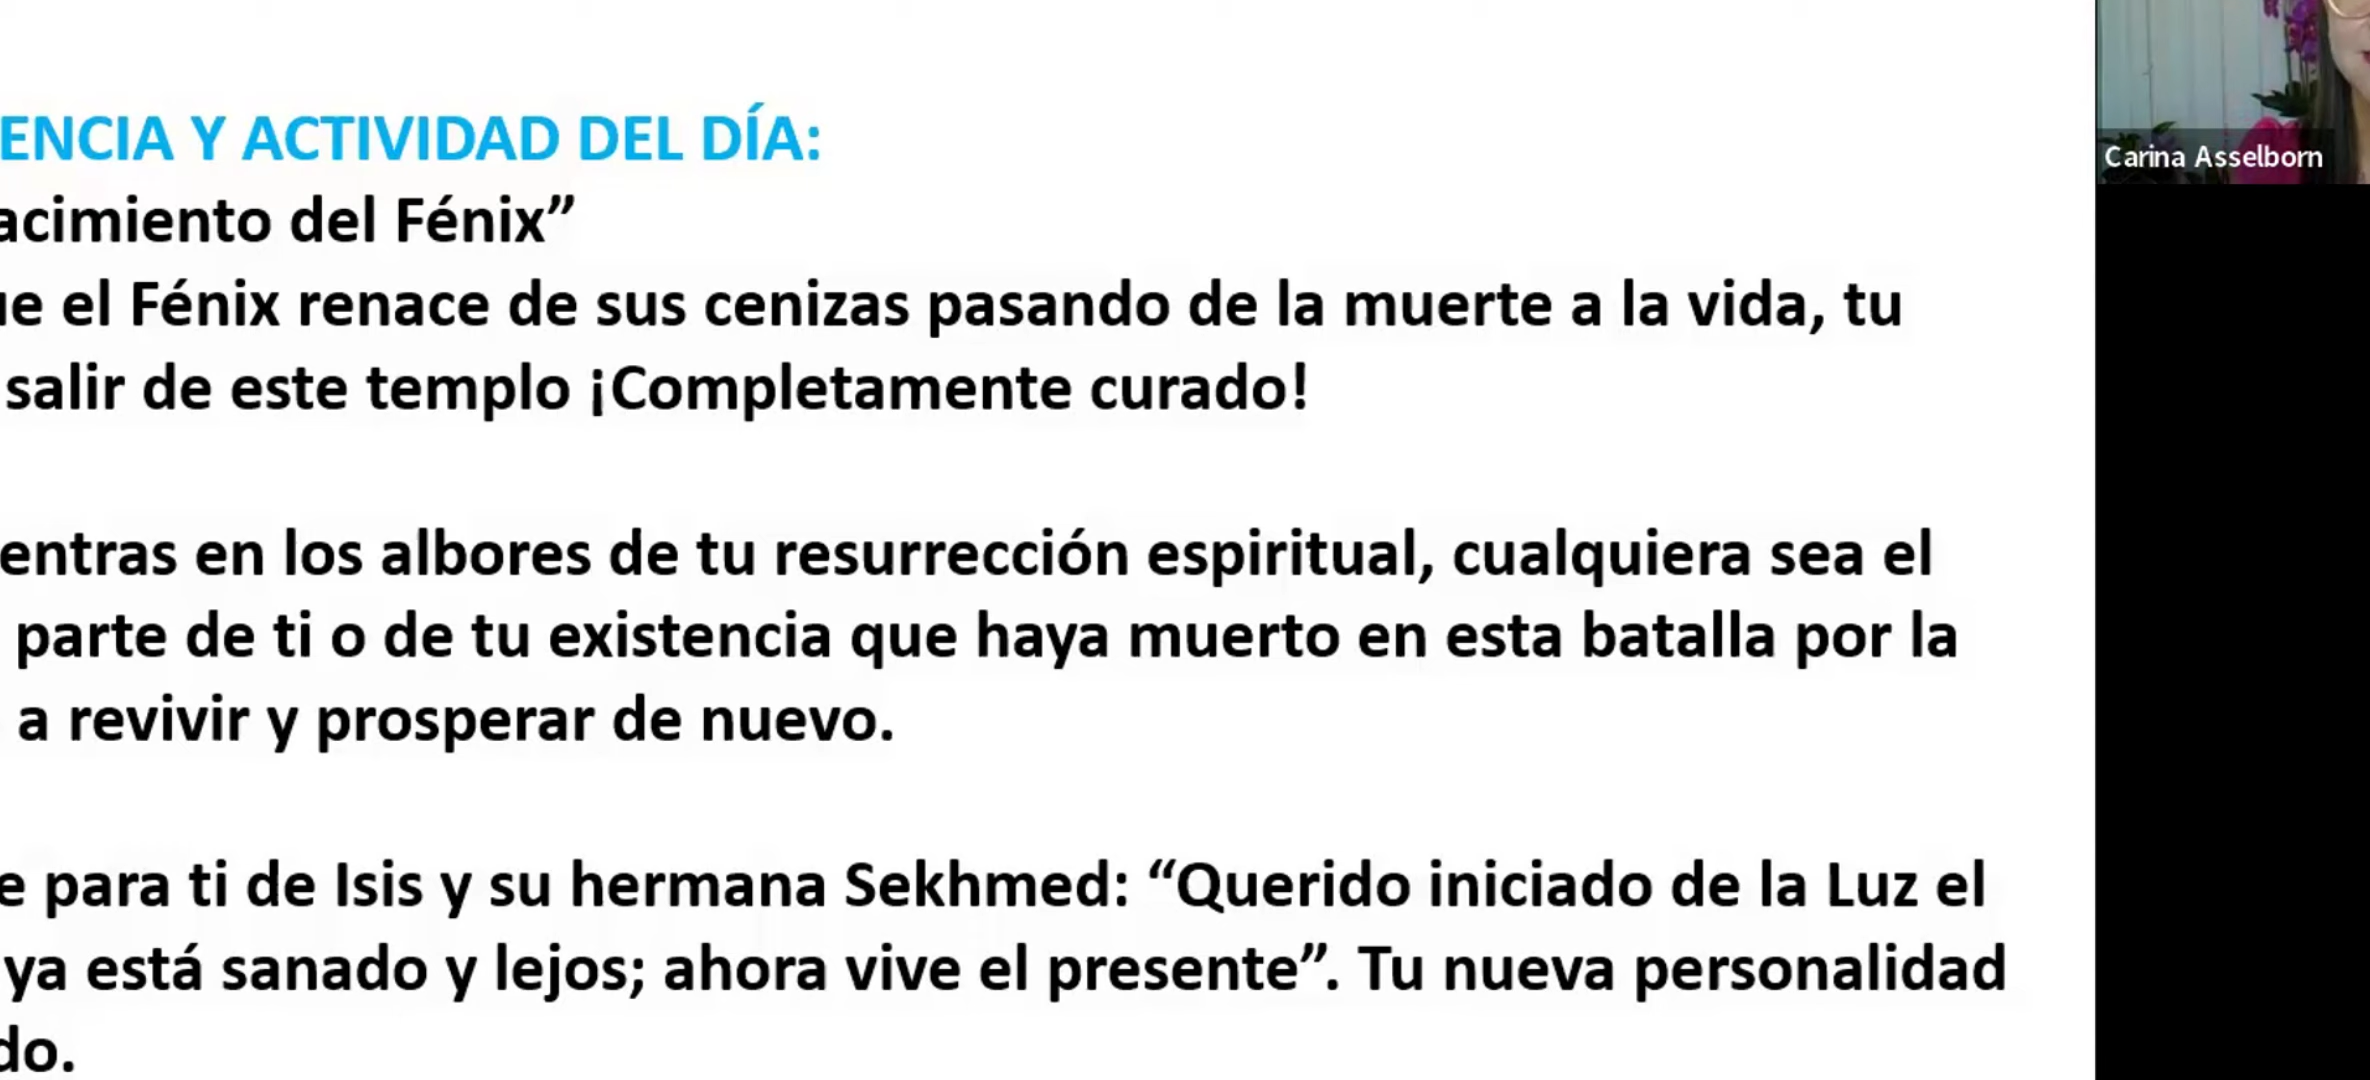 ENCIA Y ACTIVIDAD DEL DÍA:
acimiento del Fénix”
ue el Fénix renace de sus cenizas pasando de la muerte a la vida, tu
salir de este templo ¡Completamente curado!
entras en los albores de tu resurrección espiritual, cualquiera sea el
parte de ti o de tu existencia que haya muerto en esta batalla por la
a revivir y prosperar de nuevo.
e para ti de Isis y su hermana Sekhmed: “Querido iniciado de la Luz el
ya está sanado y lejos; ahora vive el presente”. Tu nueva personalidad
do.
Carina Asselborn